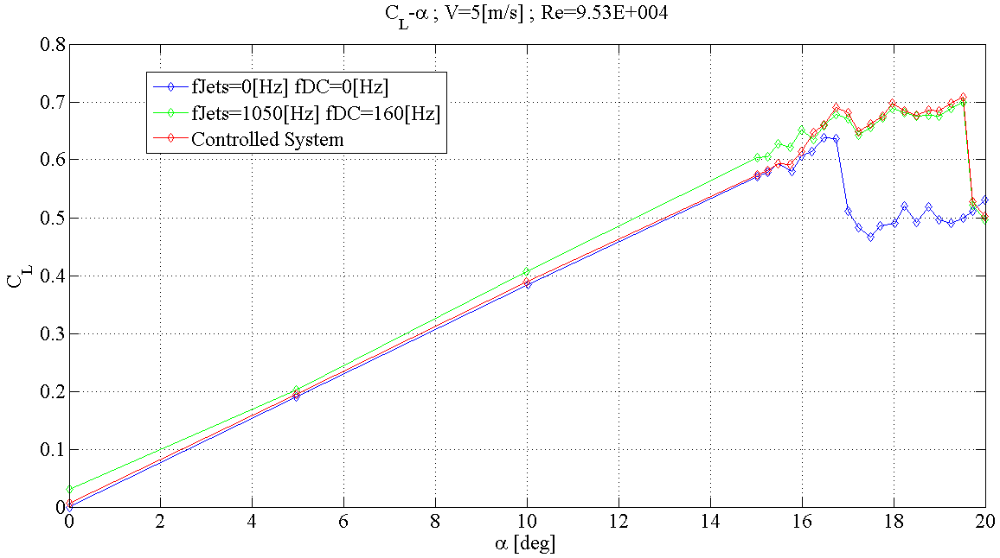 C_L-α ; V=5[m/s] ; Re=9.53E+004
0.8
0.7
0.6
0.5
0.4
0.3
0.2
0.1
0
C_L
fJets=0[Hz] fDC=0[Hz]
fJets=1050[Hz] fDC=160[Hz]
Controlled System
0 2 4 6 8 10 12 14 16 18 20
α [deg]